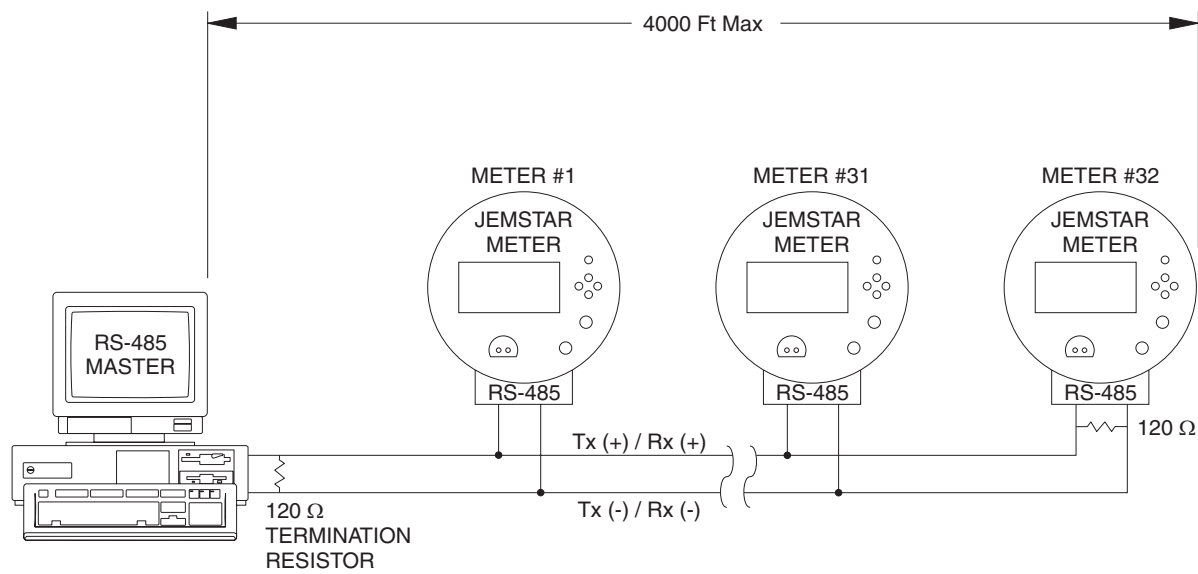 4000 Ft Max
METER #1
METER #31
METER #32
JEMSTAR
METER
JEMSTAR
METER
JEMSTAR
METER
RS-485
MASTER
RS-485
RS-485
RS-485
120 Ω
Tx (+) / Rx (+)
Tx (-) / Rx (-)
120 Ω
TERMINATION
RESISTOR